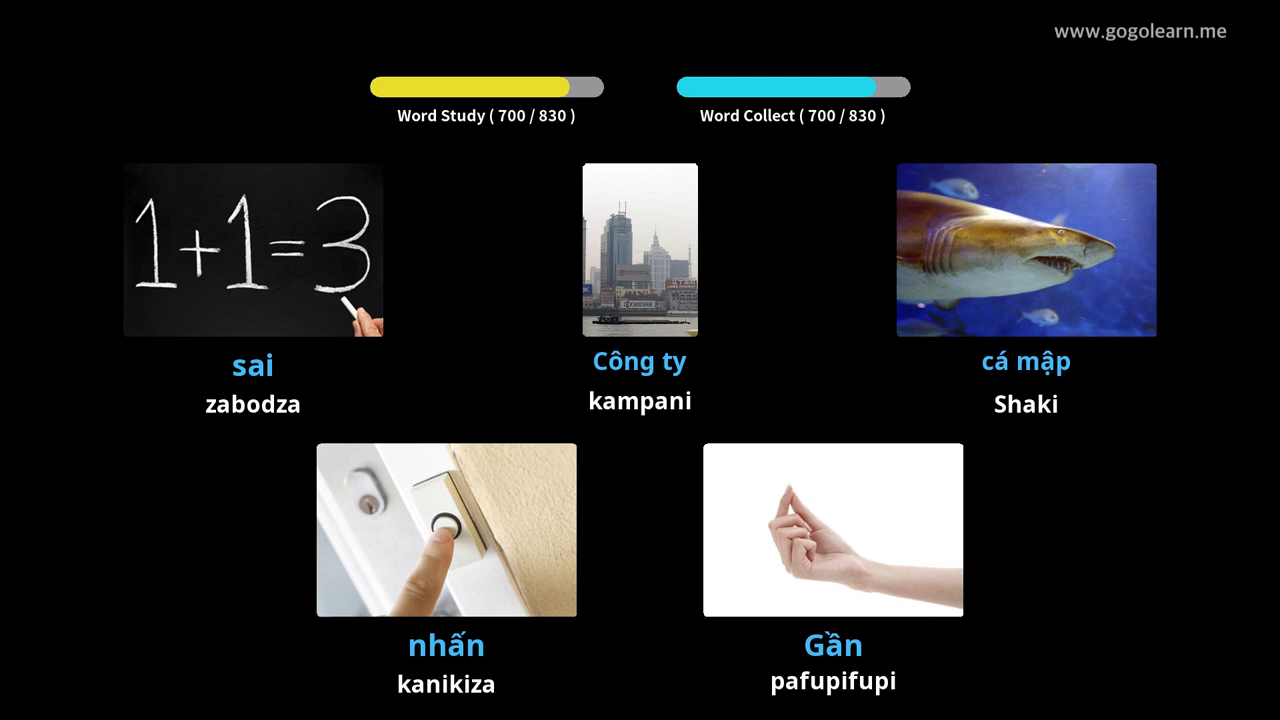 www.gogolearn.me
Word Study ( 700 / 830 )
Word Collect ( 700 / 830 )
1+1=3
TOYOTA
sai
zabodza
Công ty
kampani
cá mập
Shaki
nhấn
kanikiza
Gần
pafupifupi